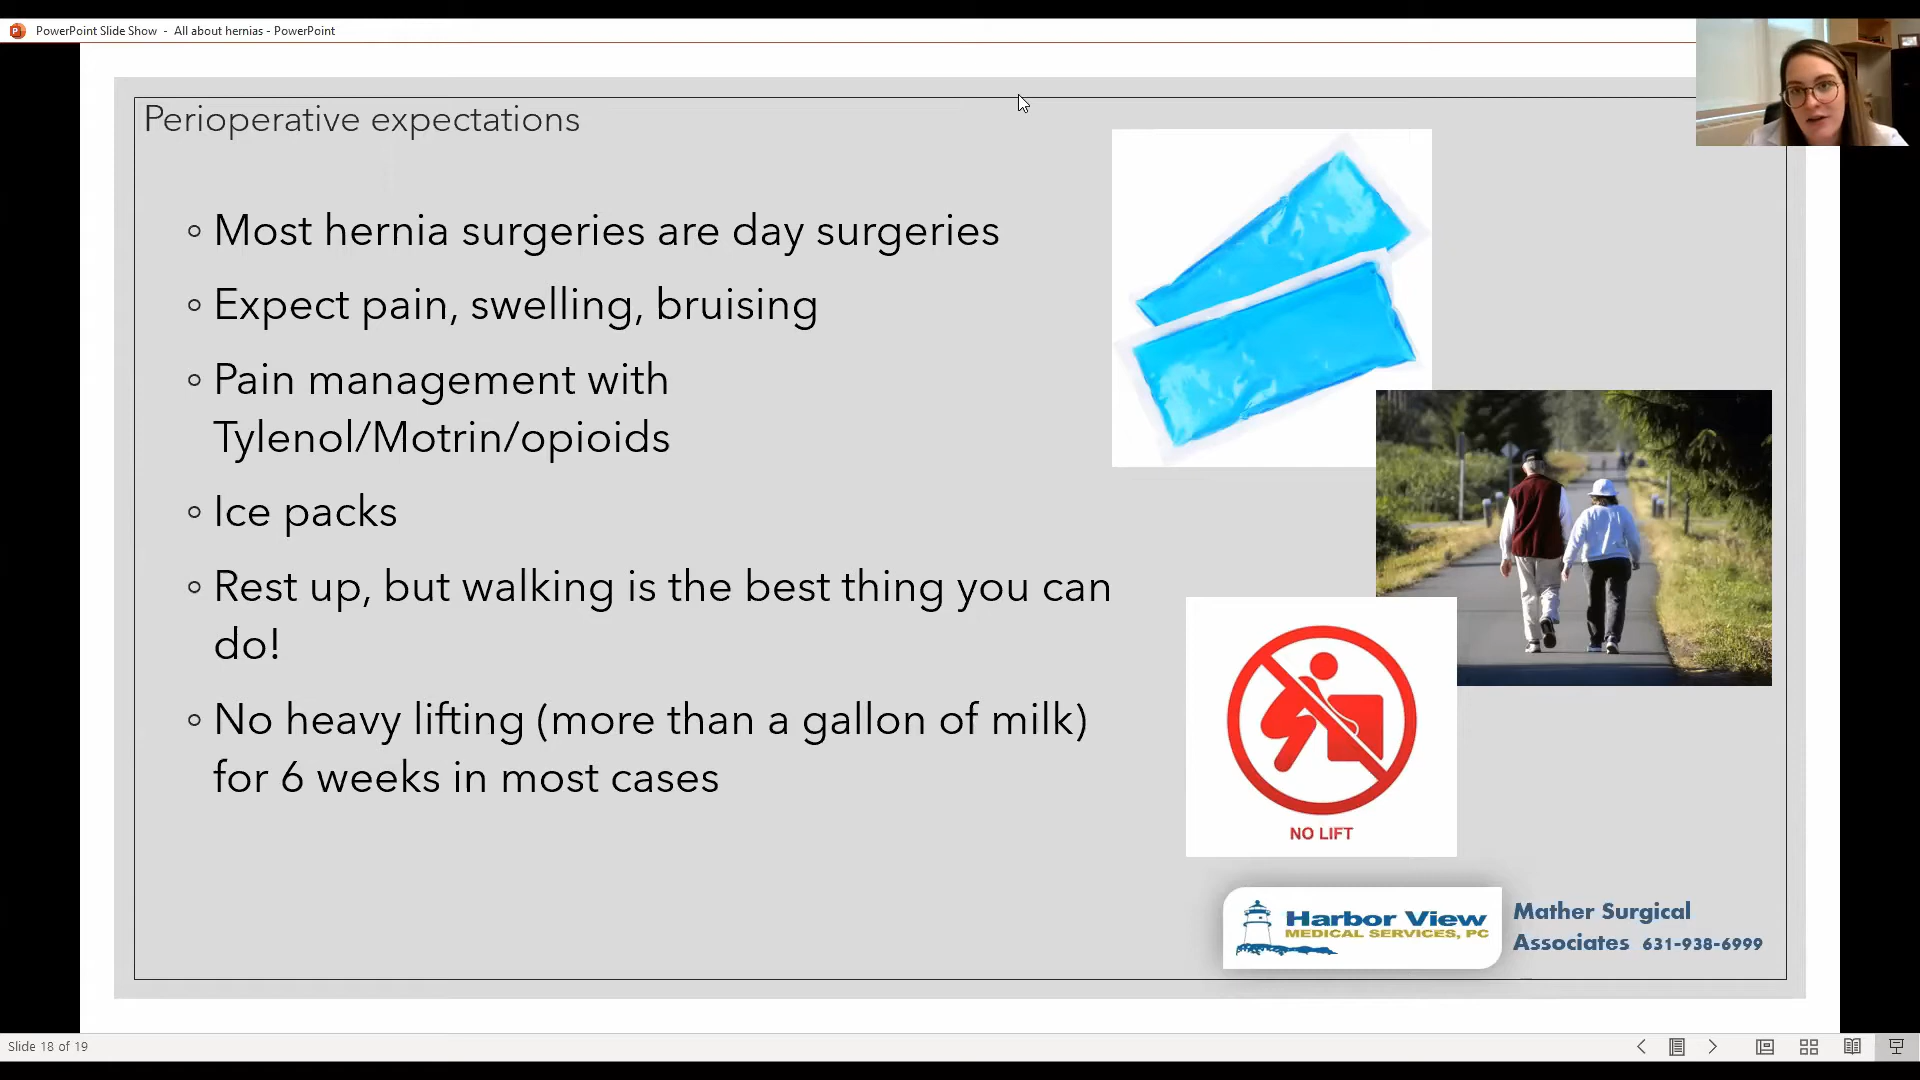 PowerPoint Slide Show - All about hernias - PowerPoint
Perioperative expectations
◦ Most hernia surgeries are day surgeries
◦ Expect pain, swelling, bruising
◦ Pain management with
Tylenol/Motrin/opioids
◦ Ice packs
◦ Rest up, but walking is the best thing you can
do!
◦ No heavy lifting (more than a gallon of milk)
for 6 weeks in most cases
NO LIFT
Harbor View
MEDICAL SERVICES, PC
Mather Surgical
Associates 631-938-6999
Slide 18 of 19